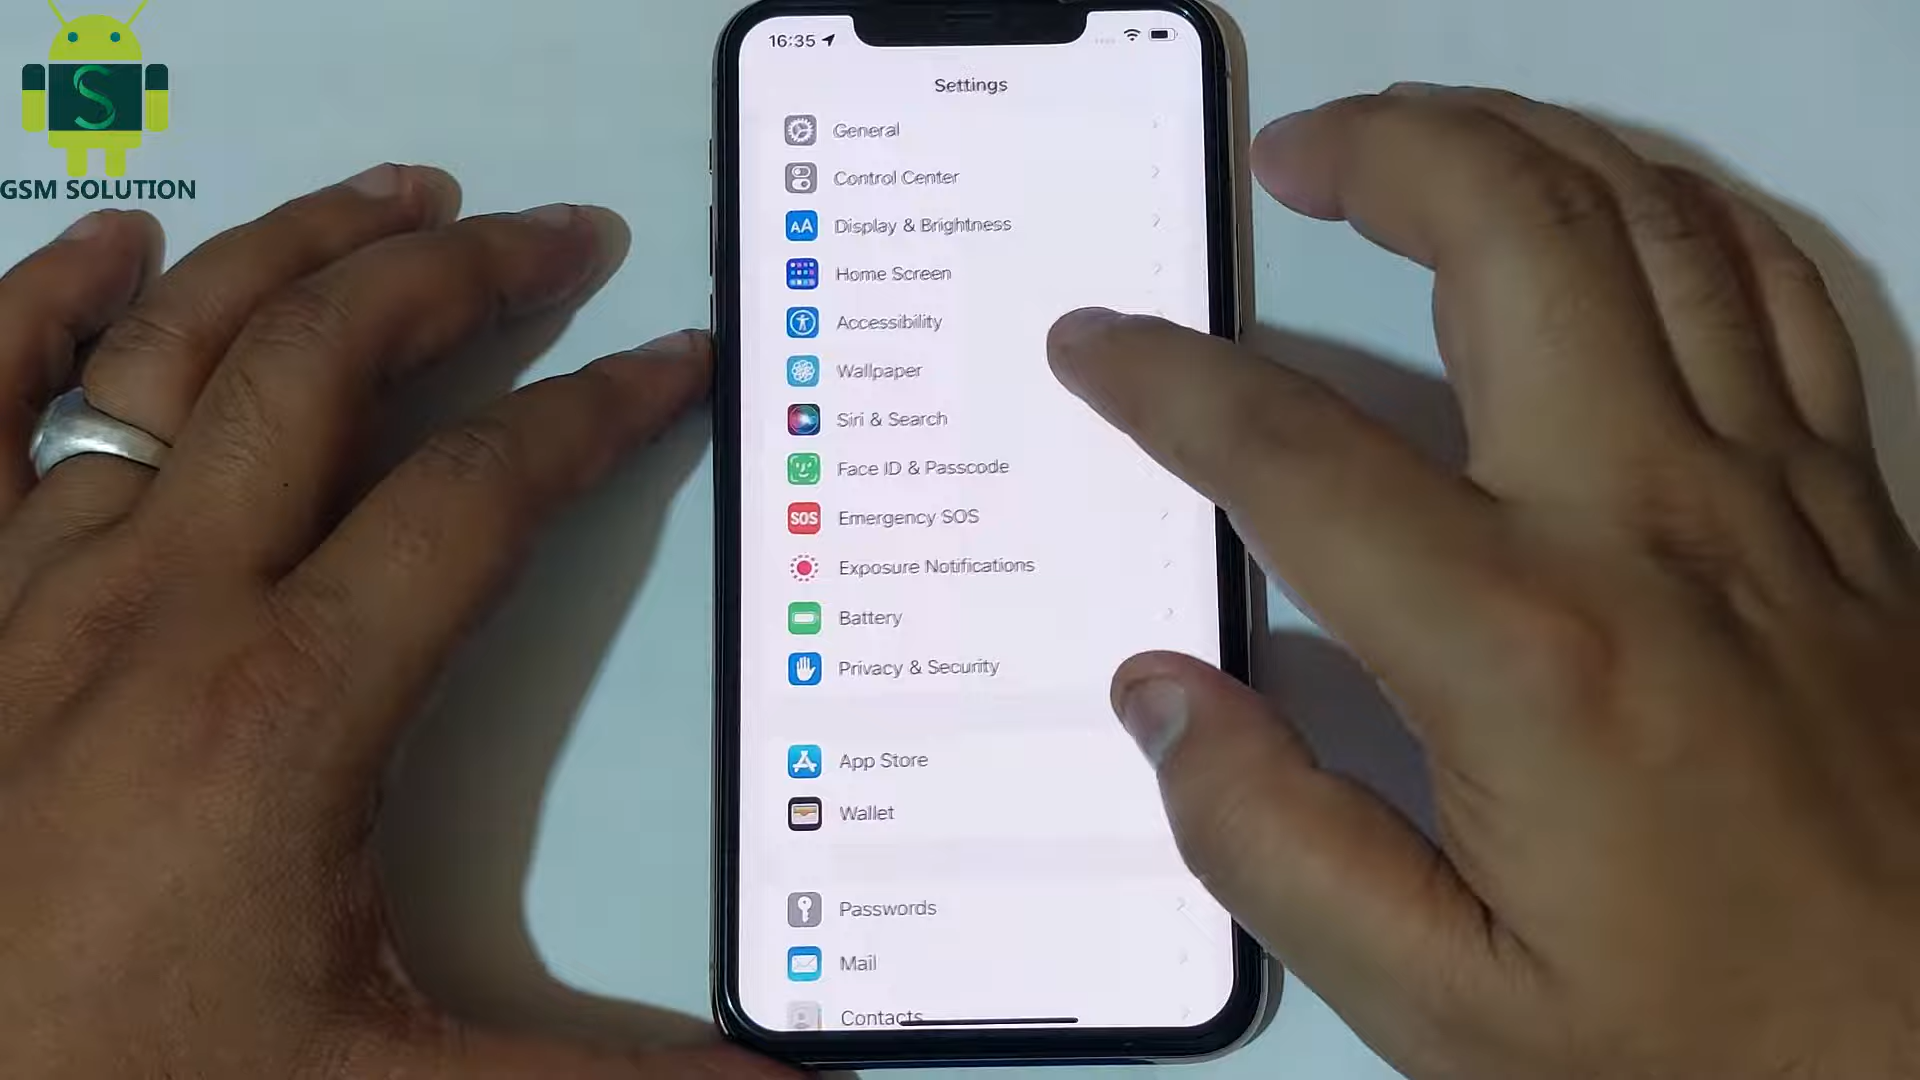 S
GSM SOLUTION
16:35
Settings
General
Control Center
AA Display & Brightness
Home Screen
Accessibility
Wallpaper
Siri & Search
Face ID & Passcode
SOS Emergency SOS
Exposure Notifications
Battery
Privacy & Security
App Store
Wallet
Passwords
Mail
Contacts